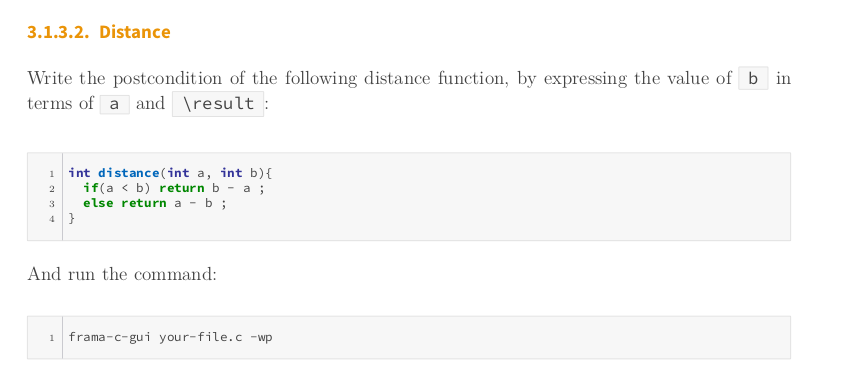 3.1.3.2. Distance
Write the postcondition of the following distance function, by expressing the value of b in
terms of a and \result :
1 int distance(int a, int b){
2   if(a < b) return b - a ;
3   else return a - b ;
4 }
And run the command:
1 frama-c-gui your-file.c -wp